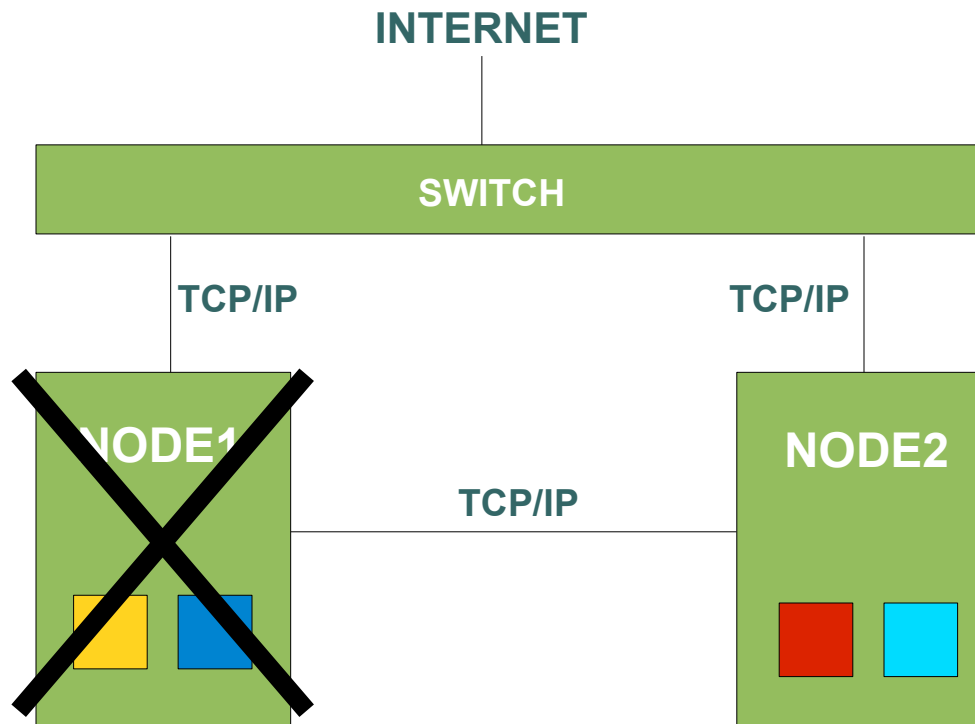 INTERNET
SWITCH
TCP/IP
TCP/IP
NODE1
NODE2
TCP/IP